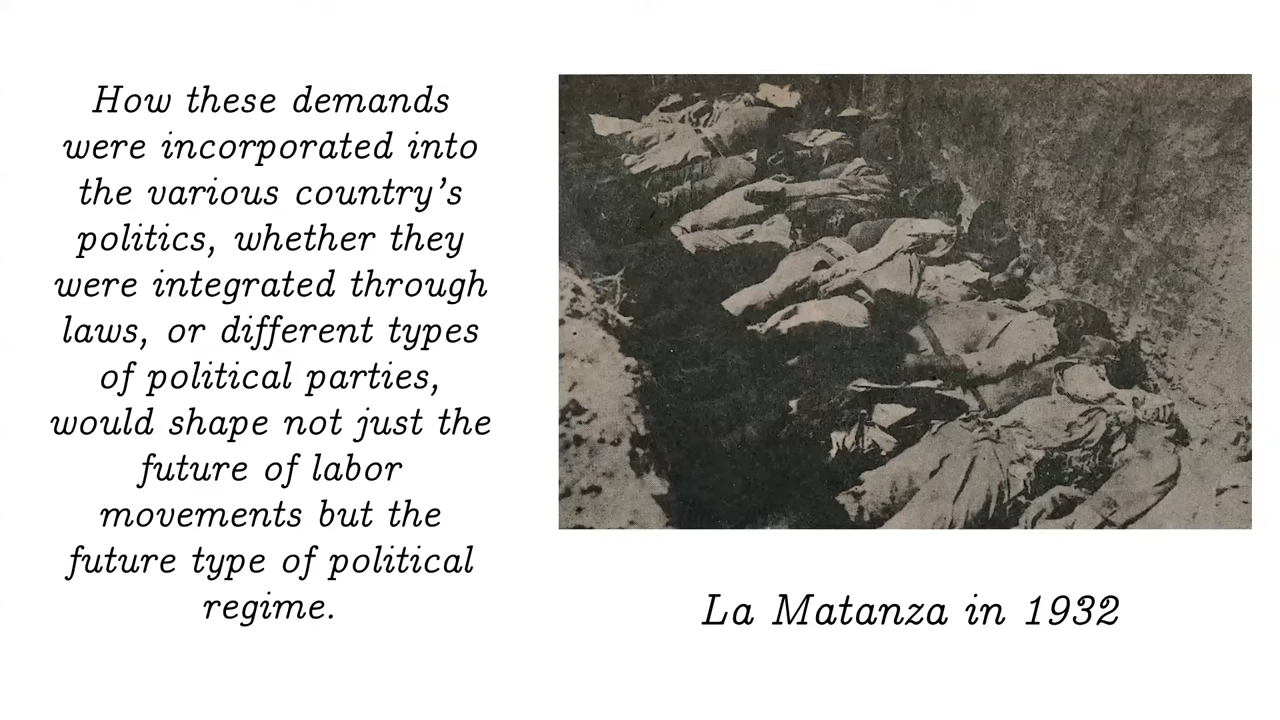 How these demands
were incorporated into
the various country's
politics, whether they
were integrated through
laws, or different types
of political parties,
would shape not just the
future of labor
movements but the
future type of political
regime.
La Matanza in 1932